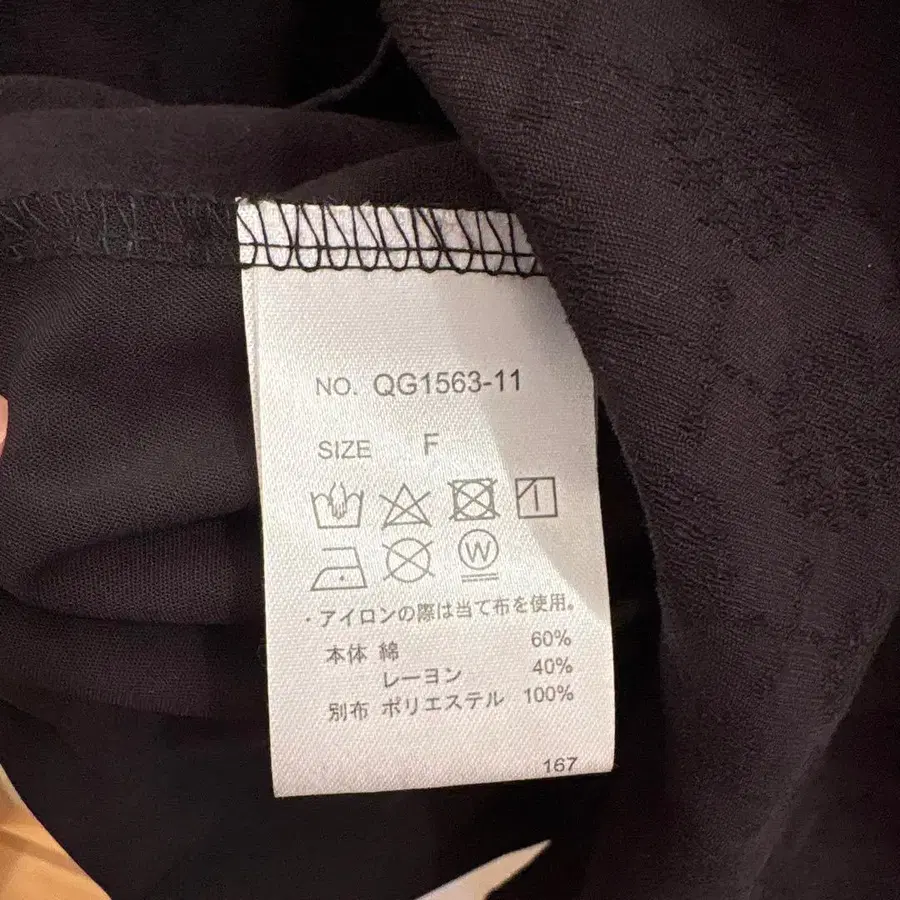 NO. QG1563-11
SIZE F
W
・アイロンの際は当て布を使用。
本体 綿 60%
レーヨン 40%
別布 ポリエステル 100%
167